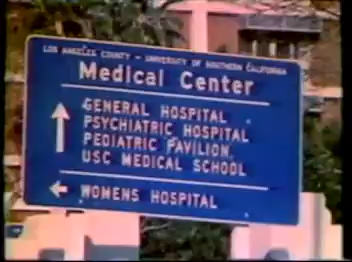 LOS ANGELES COUNTY - UNIVERSITY OF SOUTHERN CALIFORNIA
Medical Center
GENERAL HOSPITAL
PSYCHIATRIC HOSPITAL
PEDIATRIC PAVILION
USC MEDICAL SCHOOL
WOMENS HOSPITAL